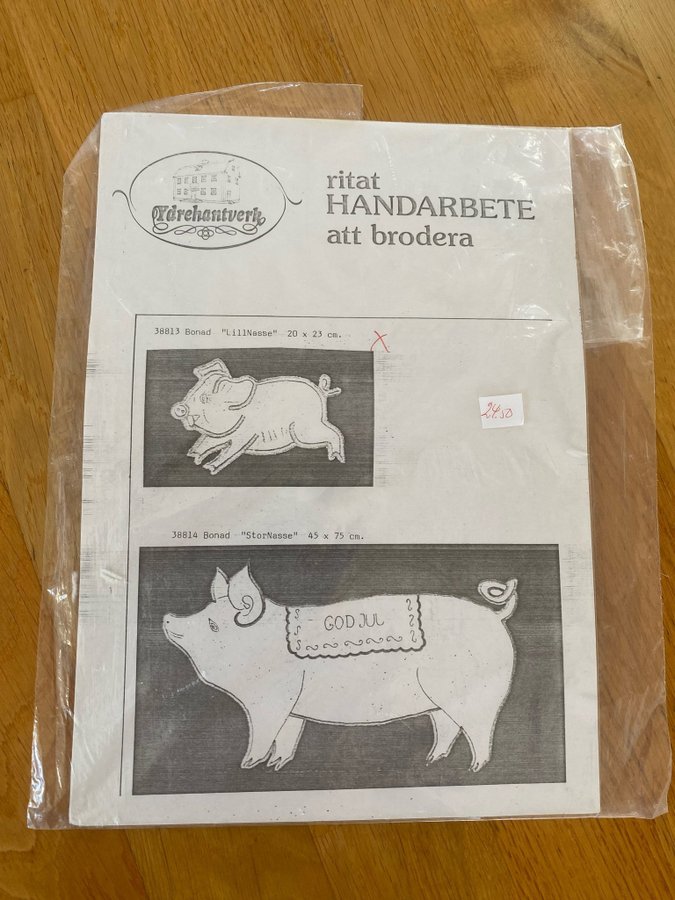 Ydrehantverk
ritat
HANDARBETE
att brodera
38813 Bonad "LillNasse" 20 x 23 cm.
X
24.50
38814 Bonad "StorNasse" 45 x 75 cm.
GOD JUL